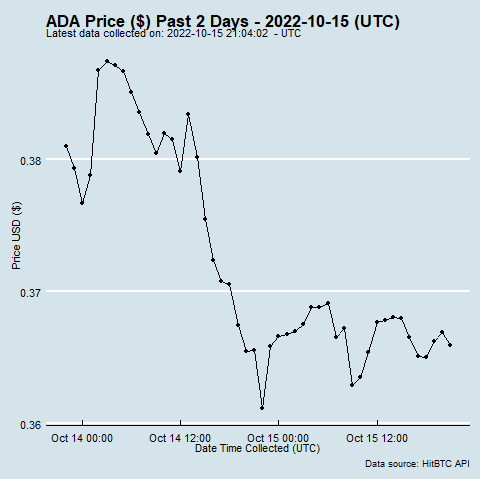 ADA Price ($) Past 2 Days - 2022-10-15 (UTC)
Latest data collected on: 2022-10-15 21:04:02 - UTC
0.38
0.37
0.36
Price USD ($)
Oct 14 00:00 Oct 14 12:00 Oct 15 00:00 Oct 15 12:00
Date Time Collected (UTC)
Data source: HitBTC API